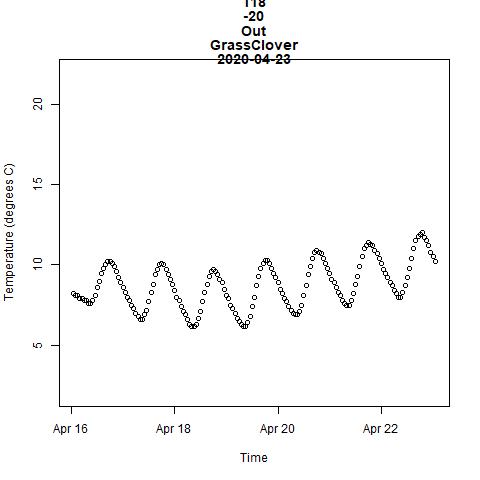 T18
-20
Out
GrassClover
2020-04-23
Temperature (degrees C)
20
15
10
5
Apr 16
Apr 18
Apr 20
Apr 22
Time